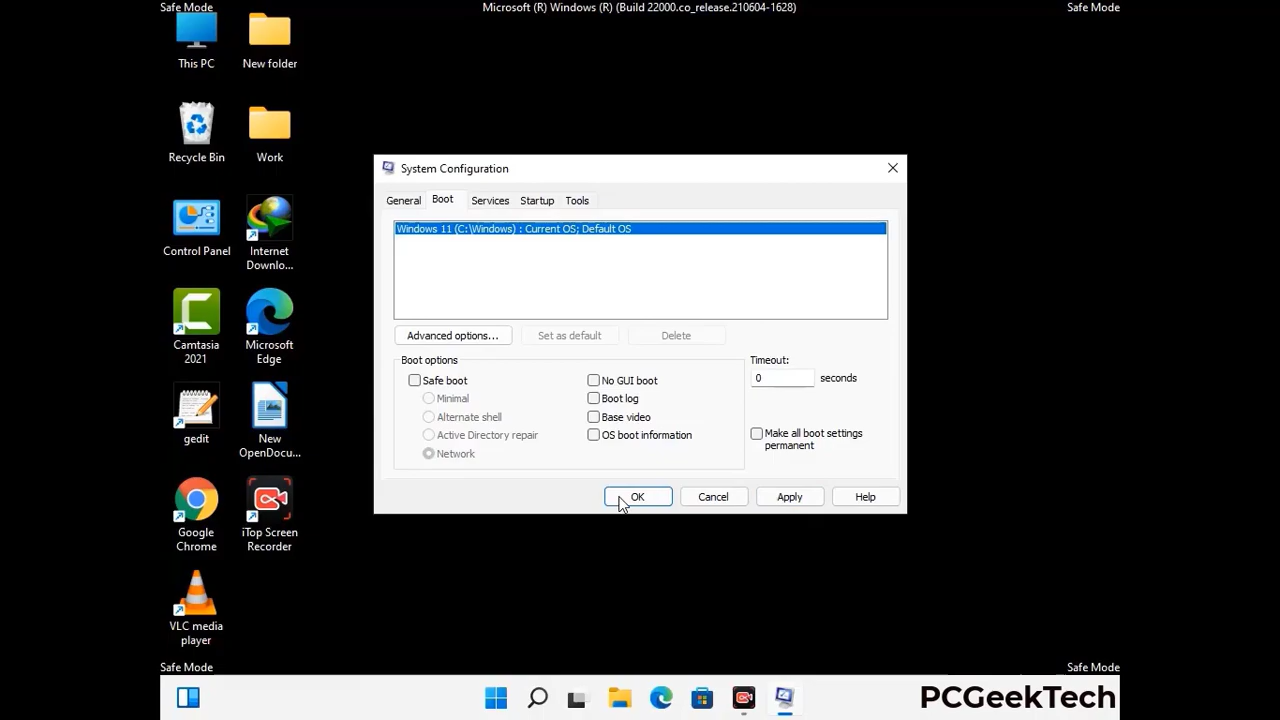 Safe Mode
Microsoft (R) Windows (R) (Build 22000.co_release.210604-1628)
Safe Mode
This PC
New folder
Recycle Bin
Work
Control Panel
Internet
Downlo...
Camtasia
2021
Microsoft
Edge
gedit
New
OpenDocu...
Google
Chrome
iTop Screen
Recorder
VLC media
player
System Configuration
General Boot Services Startup Tools
Windows 11 (C:\Windows) : Current OS; Default OS
Advanced options... Set as default Delete
Boot options
Safe boot
Minimal
Alternate shell
Active Directory repair
Network
No GUI boot
Boot log
Base video
OS boot information
Timeout:
0 seconds
Make all boot settings
permanent
OK Cancel Apply Help
Safe Mode
Safe Mode
PCGeekTech